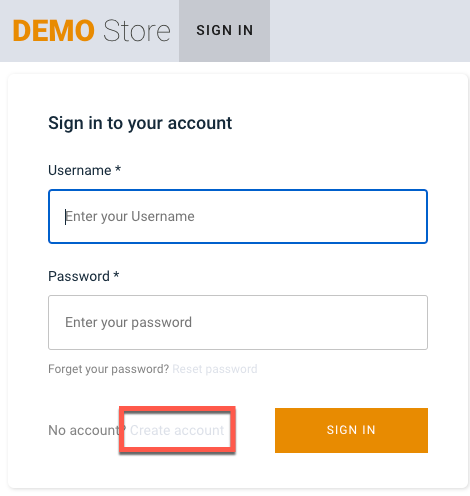 DEMO Store SIGN IN
Sign in to your account
Username *
Enter your Username
Password *
Enter your password
Forget your password? Reset password
No account? Create account SIGN IN